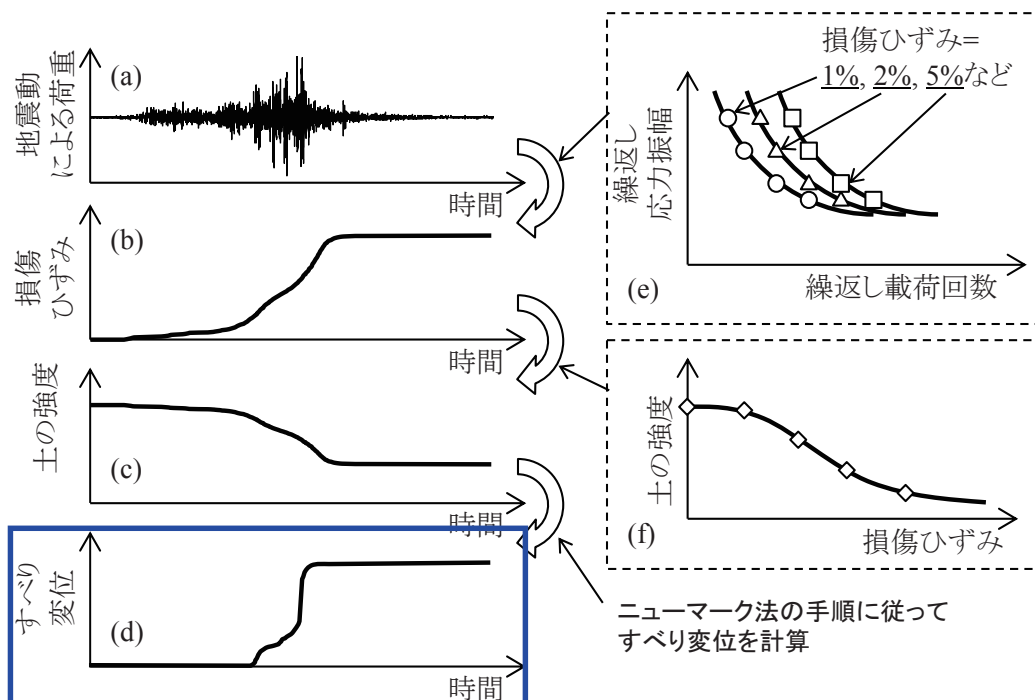 地震動
による荷重
(a)
時間
損傷
ひずみ
(b)
時間
土の強度
(c)
時間
すべり
変位
(d)
時間
損傷ひずみ=
1%, 2%, 5%など
繰返し
応力振幅
(e)
繰返し載荷回数
土の強度
(f)
損傷ひずみ
ニューマーク法の手順に従って
すべり変位を計算